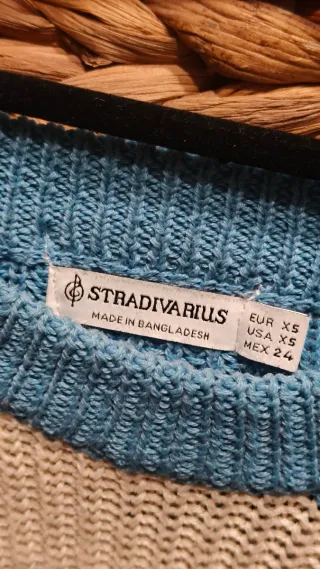 STRADIVARIUS
MADE IN BANGLADESH
EUR XS
USA XS
MEX 24